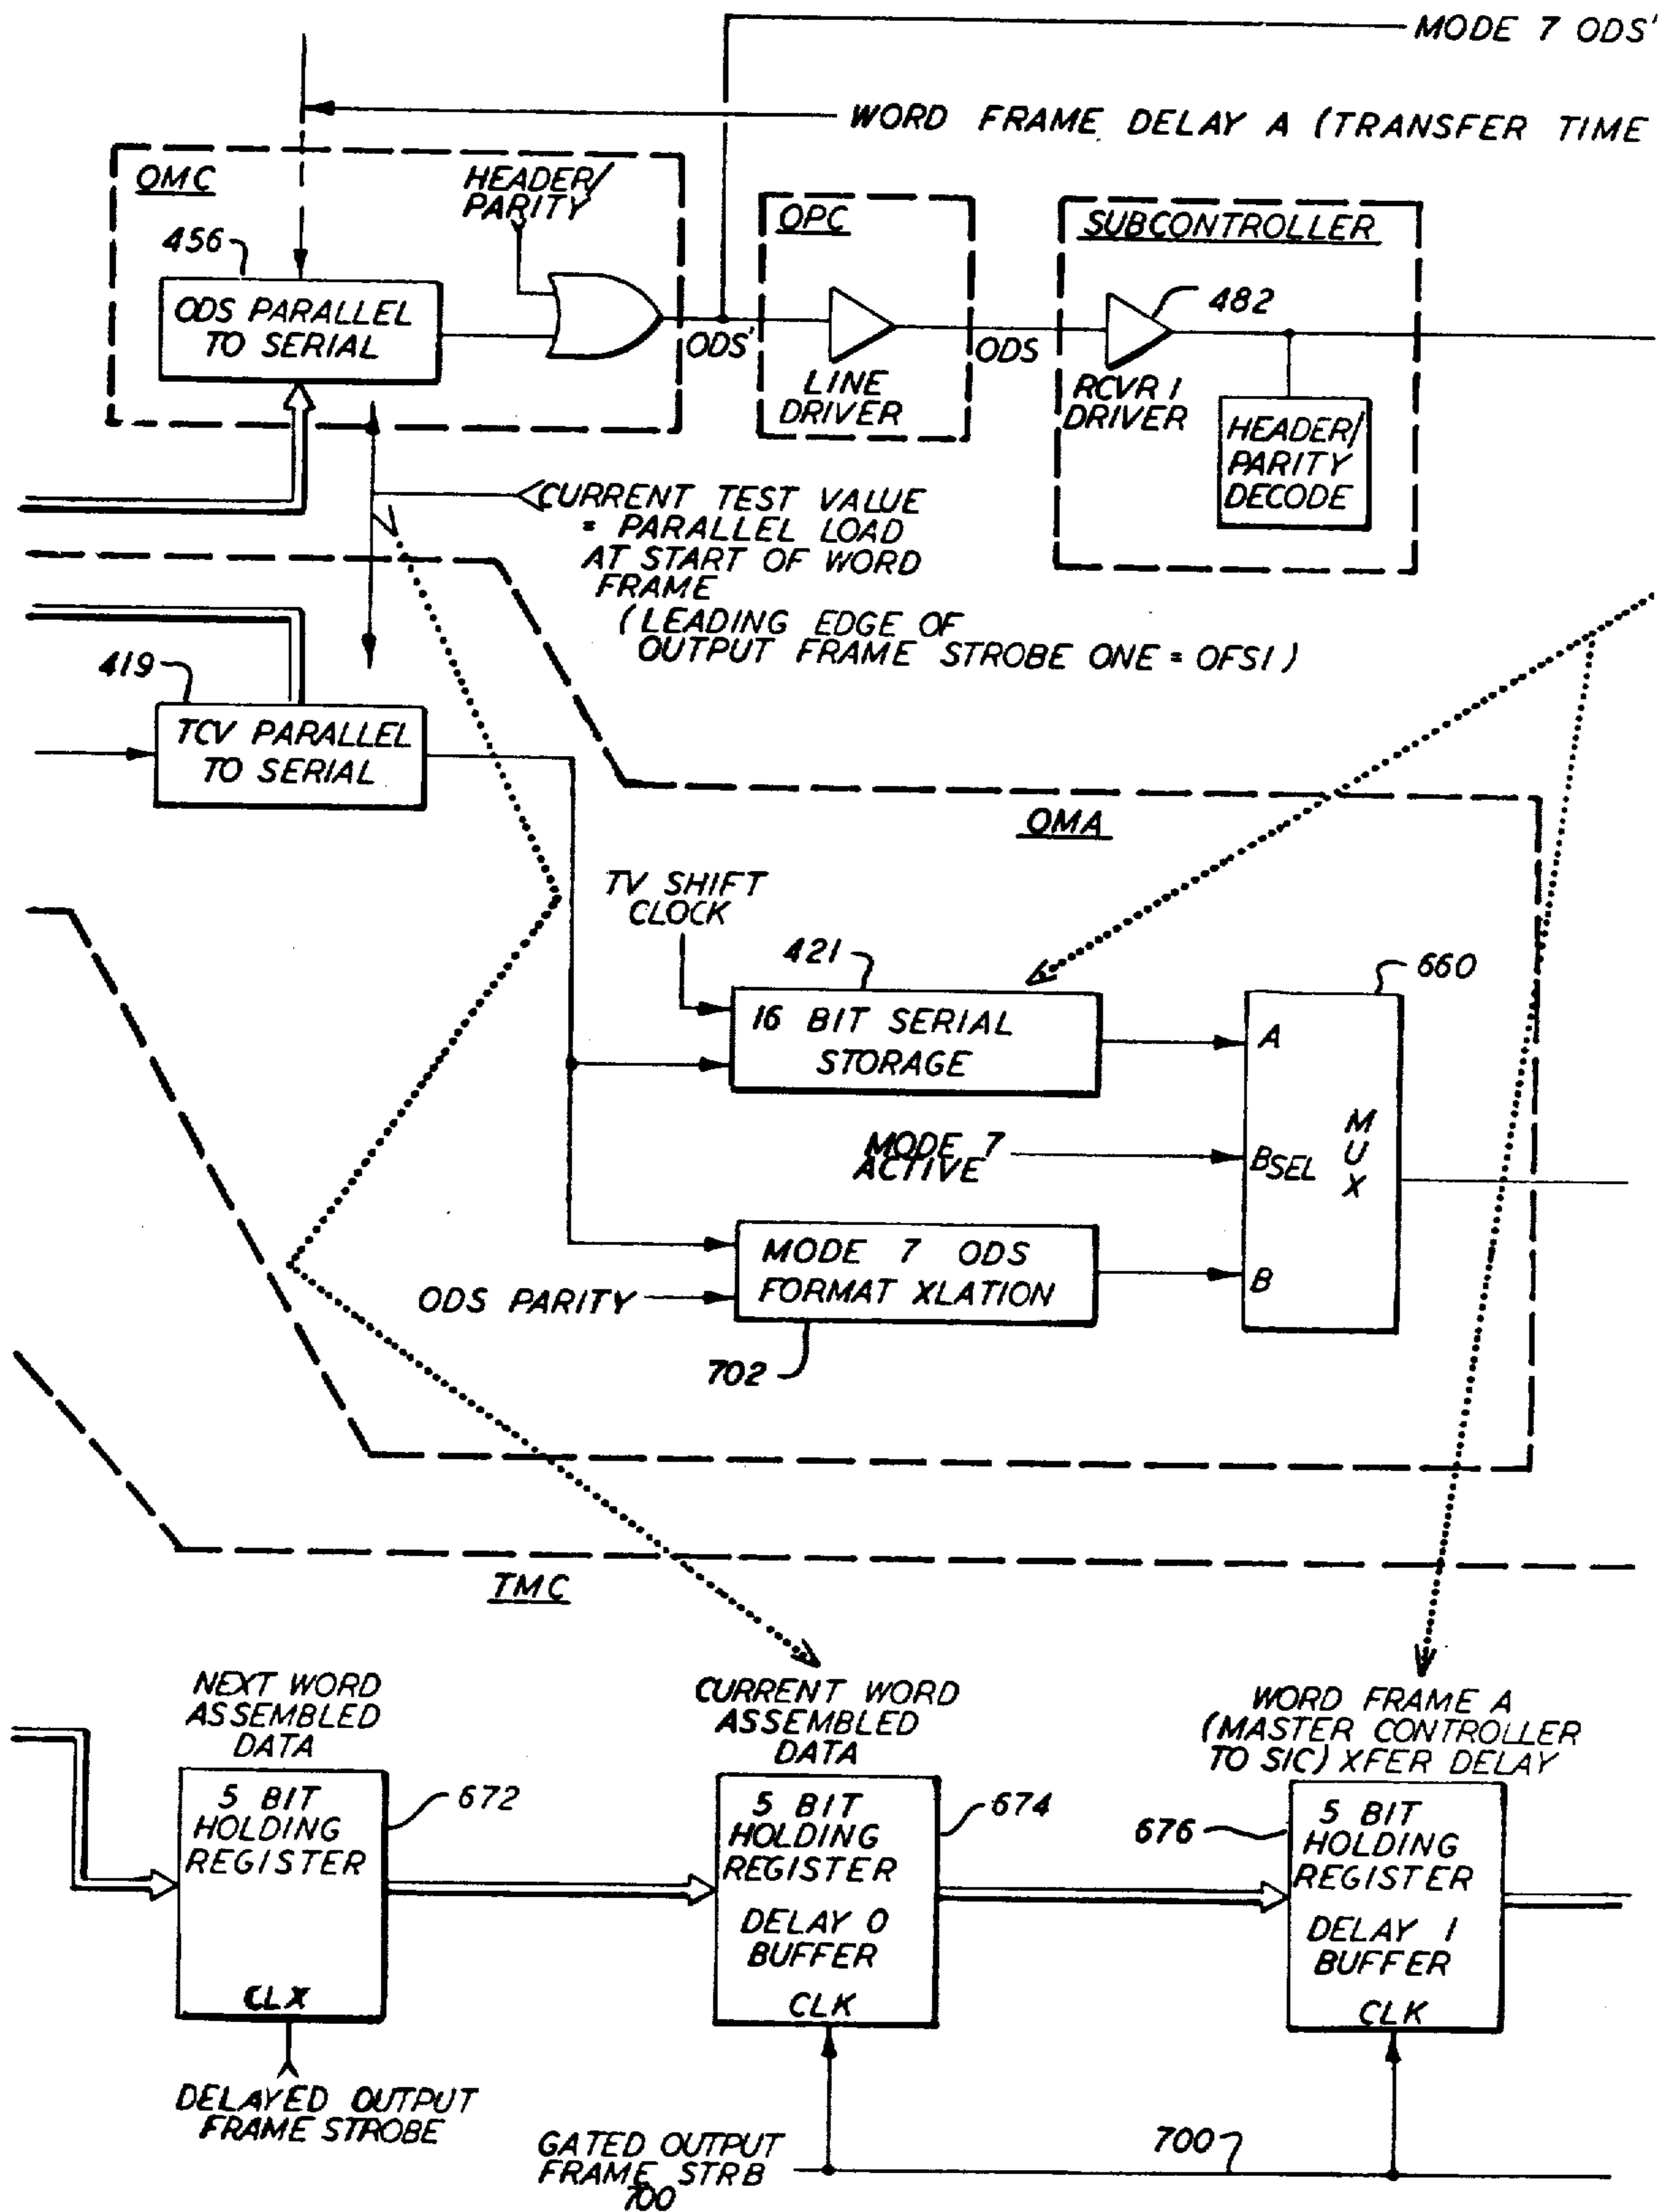 MODE 7 ODS'
WORD FRAME DELAY A (TRANSFER TIME
OMC
HEADER/
PARITY
456
ODS PARALLEL
TO SERIAL
ODS'
OPC
LINE
DRIVER
ODS
SUBCONTROLLER
482
RCVR /
DRIVER
HEADER/
PARITY
DECODE
CURRENT TEST VALUE
= PARALLEL LOAD
AT START OF WORD
FRAME
(LEADING EDGE OF
OUTPUT FRAME STROBE ONE = OFS1)
419
TCV PARALLEL
TO SERIAL
OMA
TV SHIFT
CLOCK
421
16 BIT SERIAL
STORAGE
660
A
MODE 7
ACTIVE
BSEL
MUX
B
MODE 7 ODS
FORMAT XLATION
ODS PARITY
702
TMC
NEXT WORD
ASSEMBLED
DATA
5 BIT
HOLDING
REGISTER
CLK
672
DELAYED OUTPUT
FRAME STROBE
CURRENT WORD
ASSEMBLED
DATA
5 BIT
HOLDING
REGISTER
DELAY 0
BUFFER
CLK
674
WORD FRAME A
(MASTER CONTROLLER
TO SIC) XFER DELAY
676
5 BIT
HOLDING
REGISTER
DELAY 1
BUFFER
CLK
GATED OUTPUT
FRAME STRB
700
700